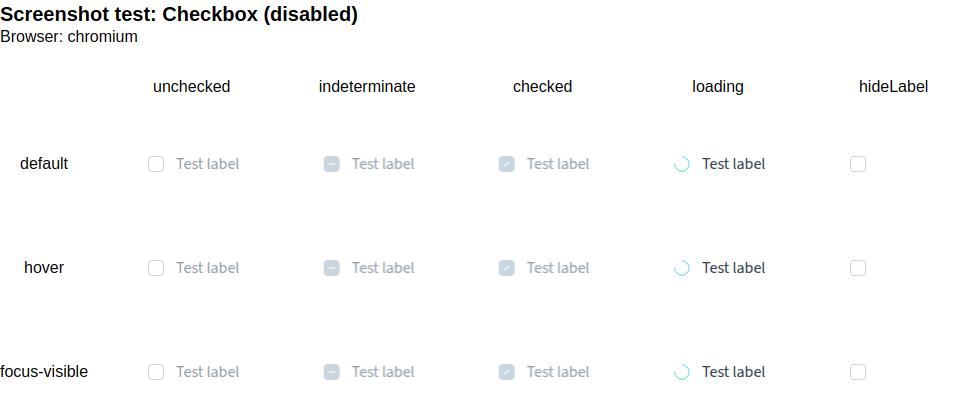 Screenshot test: Checkbox (disabled)
Browser: chromium
unchecked indeterminate checked loading hideLabel
default Test label Test label Test label Test label
hover Test label Test label Test label Test label
focus-visible Test label Test label Test label Test label